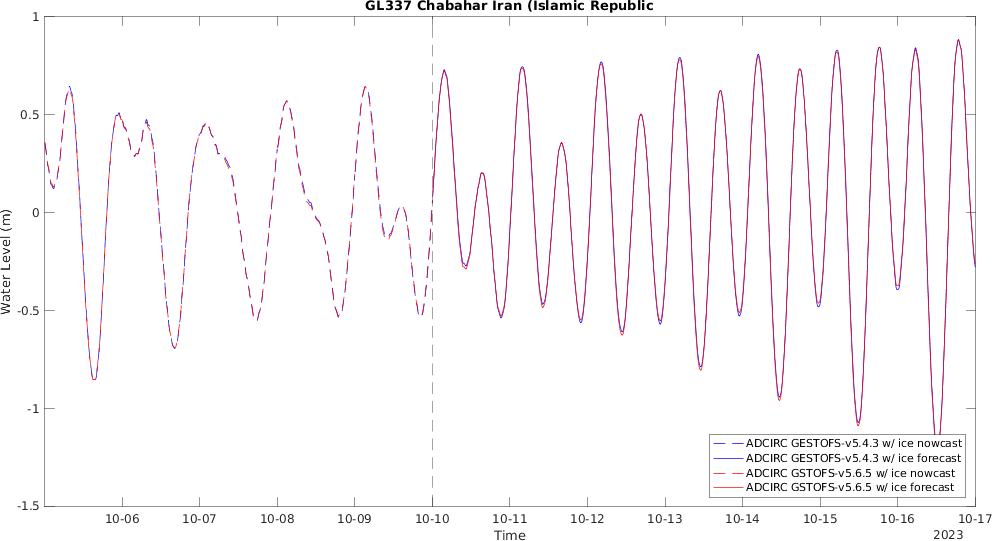 GL337 Chabahar Iran (Islamic Republic
Water Level (m)
1
0.5
0
-0.5
-1
-1.5
10-06 10-07 10-08 10-09 10-10 10-11 10-12 10-13 10-14 10-15 10-16 10-17
Time
2023
ADCIRC GESTOFS-v5.4.3 w/ ice nowcast
ADCIRC GESTOFS-v5.4.3 w/ ice forecast
ADCIRC GSTOFS-v5.6.5 w/ ice nowcast
ADCIRC GSTOFS-v5.6.5 w/ ice forecast